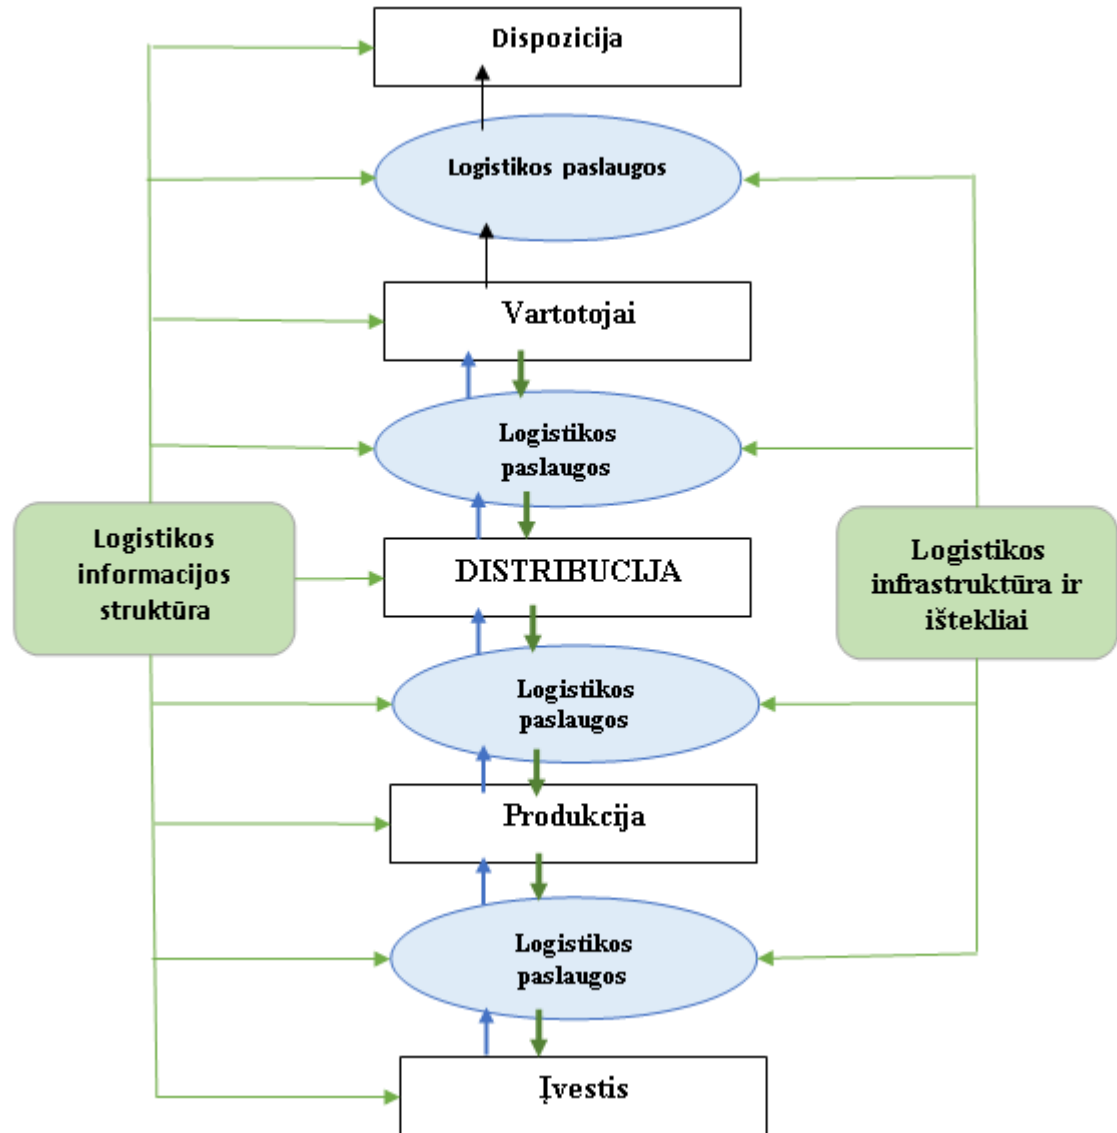 Dispozicija
Logistikos paslaugos
Vartotojai
Logistikos
paslaugos
Logistikos
informacijos
struktūra
DISTRIBUCIJA
Logistikos
infrastruktūra ir
ištekliai
Logistikos
paslaugos
Produkcija
Logistikos
paslaugos
Įvestis